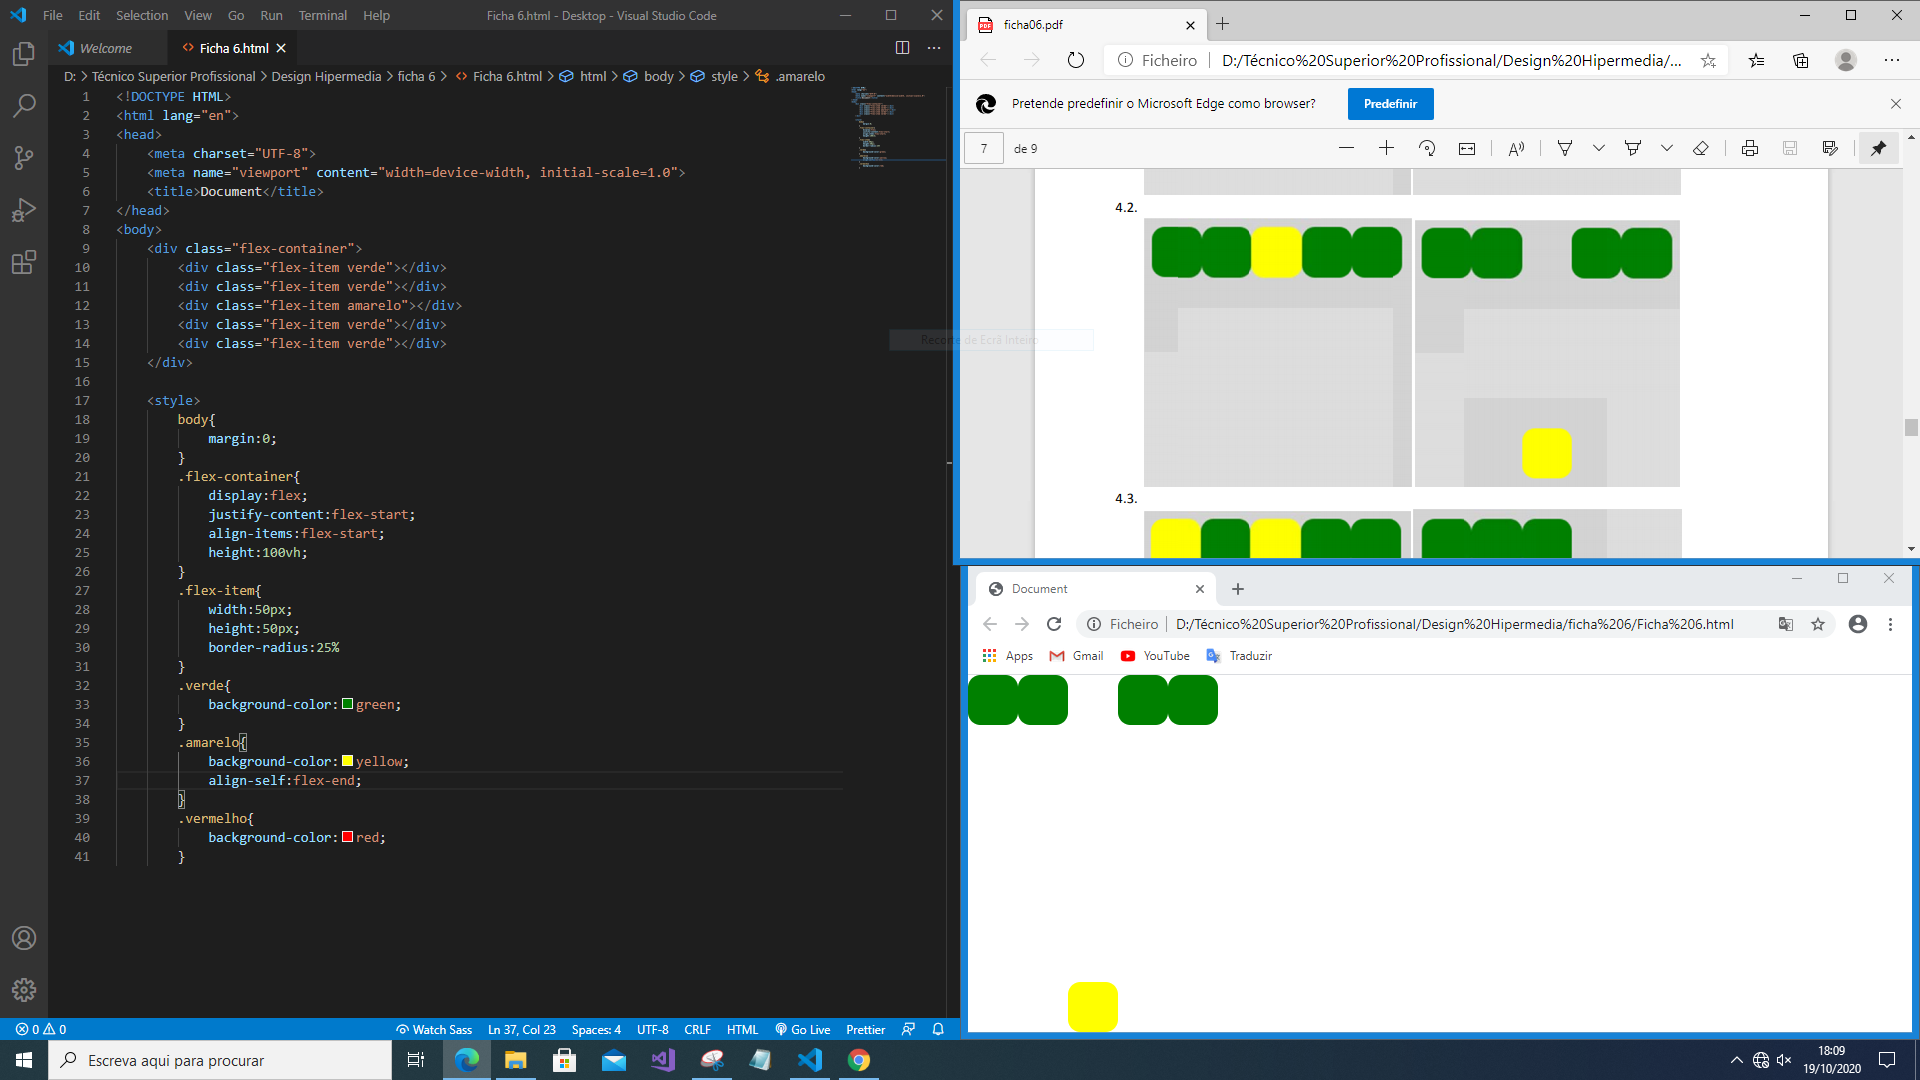 File Edit Selection View Go Run Terminal Help
Ficha 6.html - Desktop - Visual Studio Code
Welcome
Ficha 6.html
D: > Técnico Superior Profissional > Design Hipermedia > ficha 6 > Ficha 6.html > html > body > style > .amarelo
1 <!DOCTYPE HTML>
2 <html lang="en">
3 <head>
4 <meta charset="UTF-8">
5 <meta name="viewport" content="width=device-width, initial-scale=1.0">
6 <title>Document</title>
7 </head>
8 <body>
9 <div class="flex-container">
10 <div class="flex-item verde"></div>
11 <div class="flex-item verde"></div>
12 <div class="flex-item amarelo"></div>
13 <div class="flex-item verde"></div>
14 <div class="flex-item verde"></div>
15 </div>
16
17 <style>
18 body{
19 margin:0;
20 }
21 .flex-container{
22 display:flex;
23 justify-content:flex-start;
24 align-items:flex-start;
25 height:100vh;
26 }
27 .flex-item{
28 width:50px;
29 height:50px;
30 border-radius:25%
31 }
32 .verde{
33 background-color:green;
34 }
35 .amarelo{
36 background-color:yellow;
37 align-self:flex-end;
38 }
39 .vermelho{
40 background-color:red;
41 }
0 0
Watch Sass Ln 37, Col 23 Spaces: 4 UTF-8 CRLF HTML Go Live Prettier
ficha06.pdf
Ficheiro D:/Técnico%20Superior%20Profissional/Design%20Hipermedia/...
Pretende predefinir o Microsoft Edge como browser?
Predefinir
7 de 9
4.2.
Recorte de Ecrã Inteiro
4.3.
Document
Ficheiro D:/Técnico%20Superior%20Profissional/Design%20Hipermedia/ficha%206/Ficha%206.html
Apps Gmail YouTube Traduzir
Escreva aqui para procurar
18:09
19/10/2020